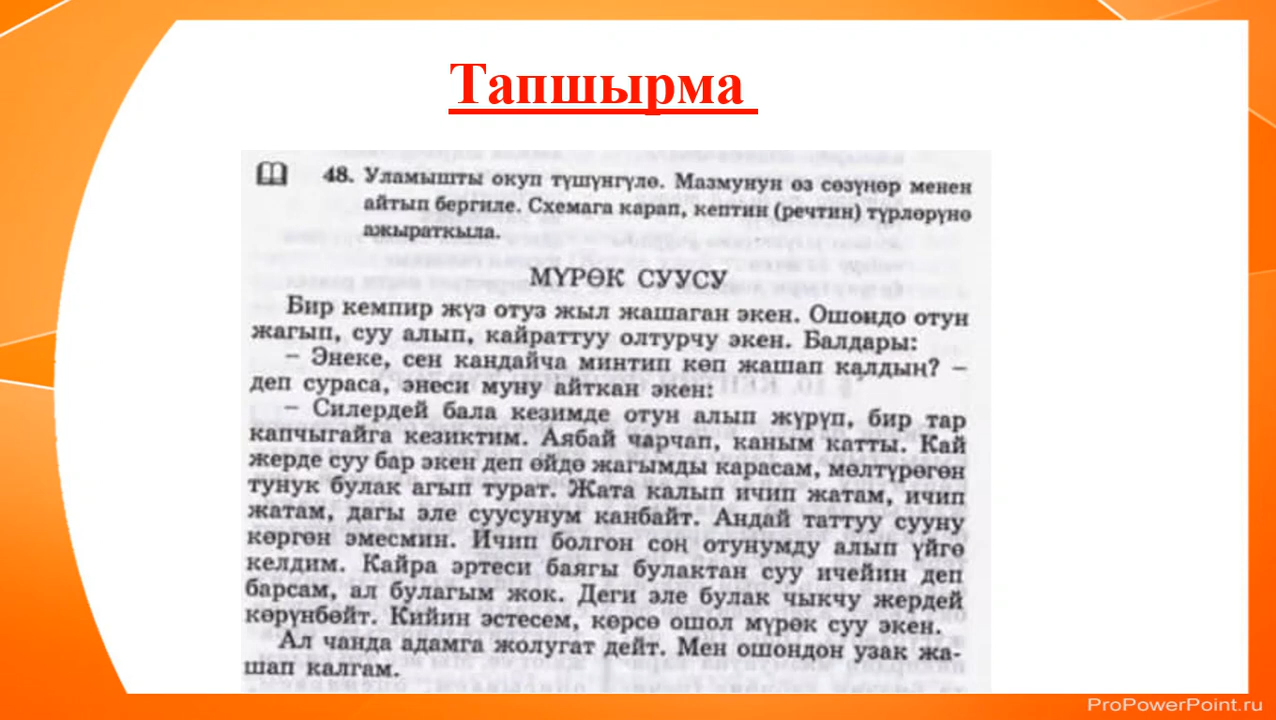 Тапшырма
48. Уламышты окуп түшүнгүлө. Мазмунун өз сөзүңөр менен
айтып бергиле. Схемага карап, кептин (речтин) түрлөрүнө
ажыраткыла.
МҮРӨК СУУСУ
Бир кемпир жүз отуз жыл жашаган экен. Ошондо отун
жагып, суу алып, кайраттуу олтурчу экен. Балдары:
– Энеке, сен кандайча минтип көп жашап калдың? –
деп сураса, энеси муну айткан экен:
– Силердей бала кезимде отун алып жүрүп, бир тар
капчыгайга кезиктим. Аябай чарчап, каным катты. Кай
жерде суу бар экен деп өйдө жагымды карасам, мөлтүрөгөн
тунук булак агып турат. Жата калып ичип жатам, ичип
жатам, дагы эле суусунум канбайт. Андай таттуу сууну
көргөн эмесмин. Ичип болгон соң отунумду алып үйгө
келдим. Кайра эртеси баягы булактан суу ичейин деп
барсам, ал булагым жок. Деги эле булак чыкчу жердей
көрүнбөйт. Кийин эстесем, көрсө ошол мүрөк суу экен.
Ал чанда адамга жолугат дейт. Мен ошондон узак жа-
шап калгам.
ProPowerPoint.ru